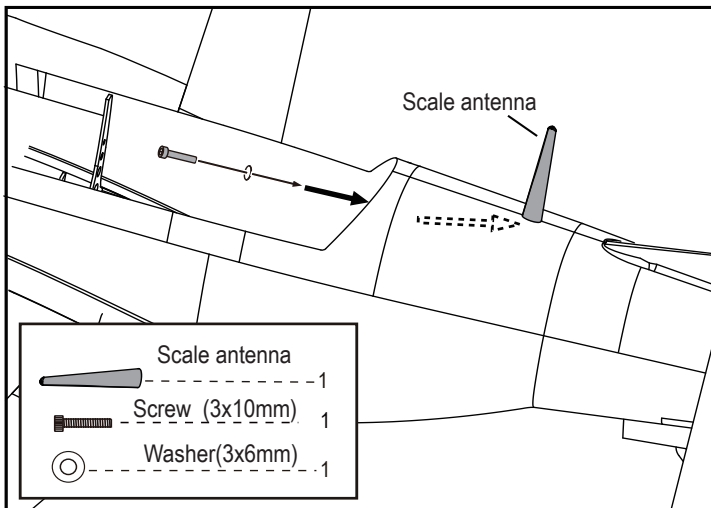 Scale antenna
Scale antenna
1
Screw (3x10mm)
1
Washer(3x6mm)
1